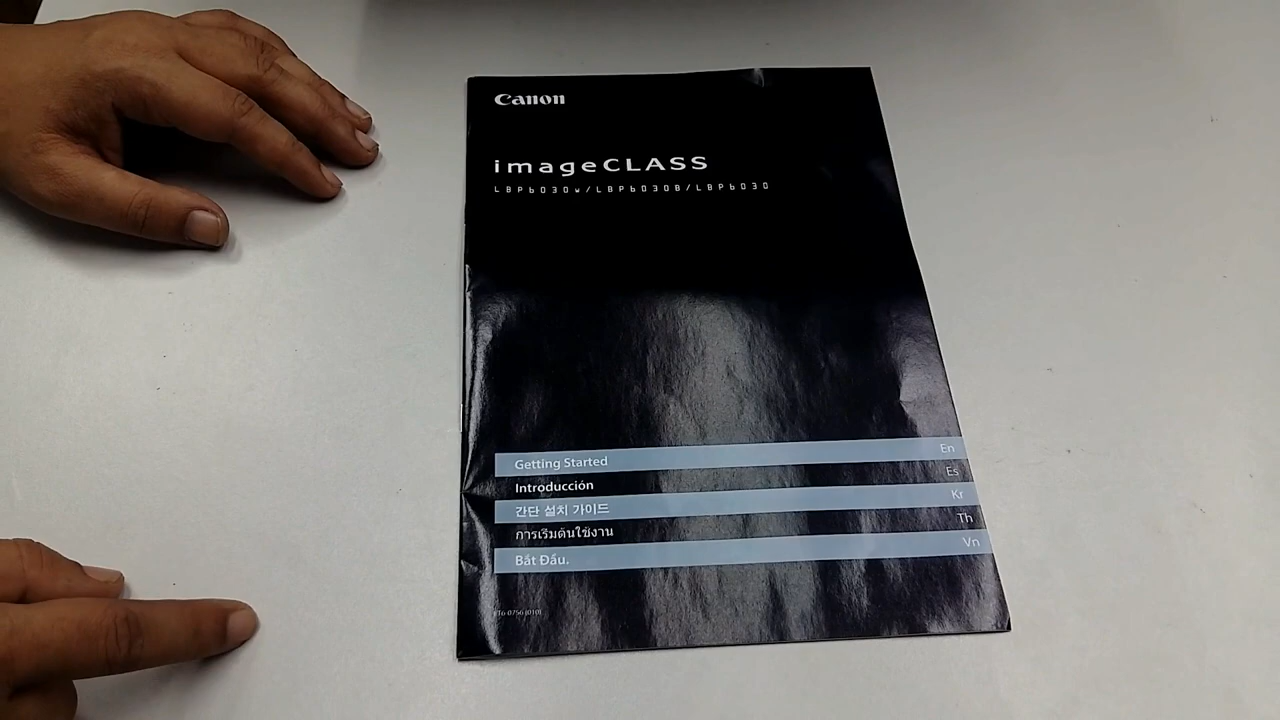 Canon
imageCLASS
LBP6030w/LBP6030B/LBP6030
Getting Started En
Introducción Es
간단 설치 가이드 Kr
การเริ่มต้นใช้งาน Th
Bắt Đầu. Vn
(010)